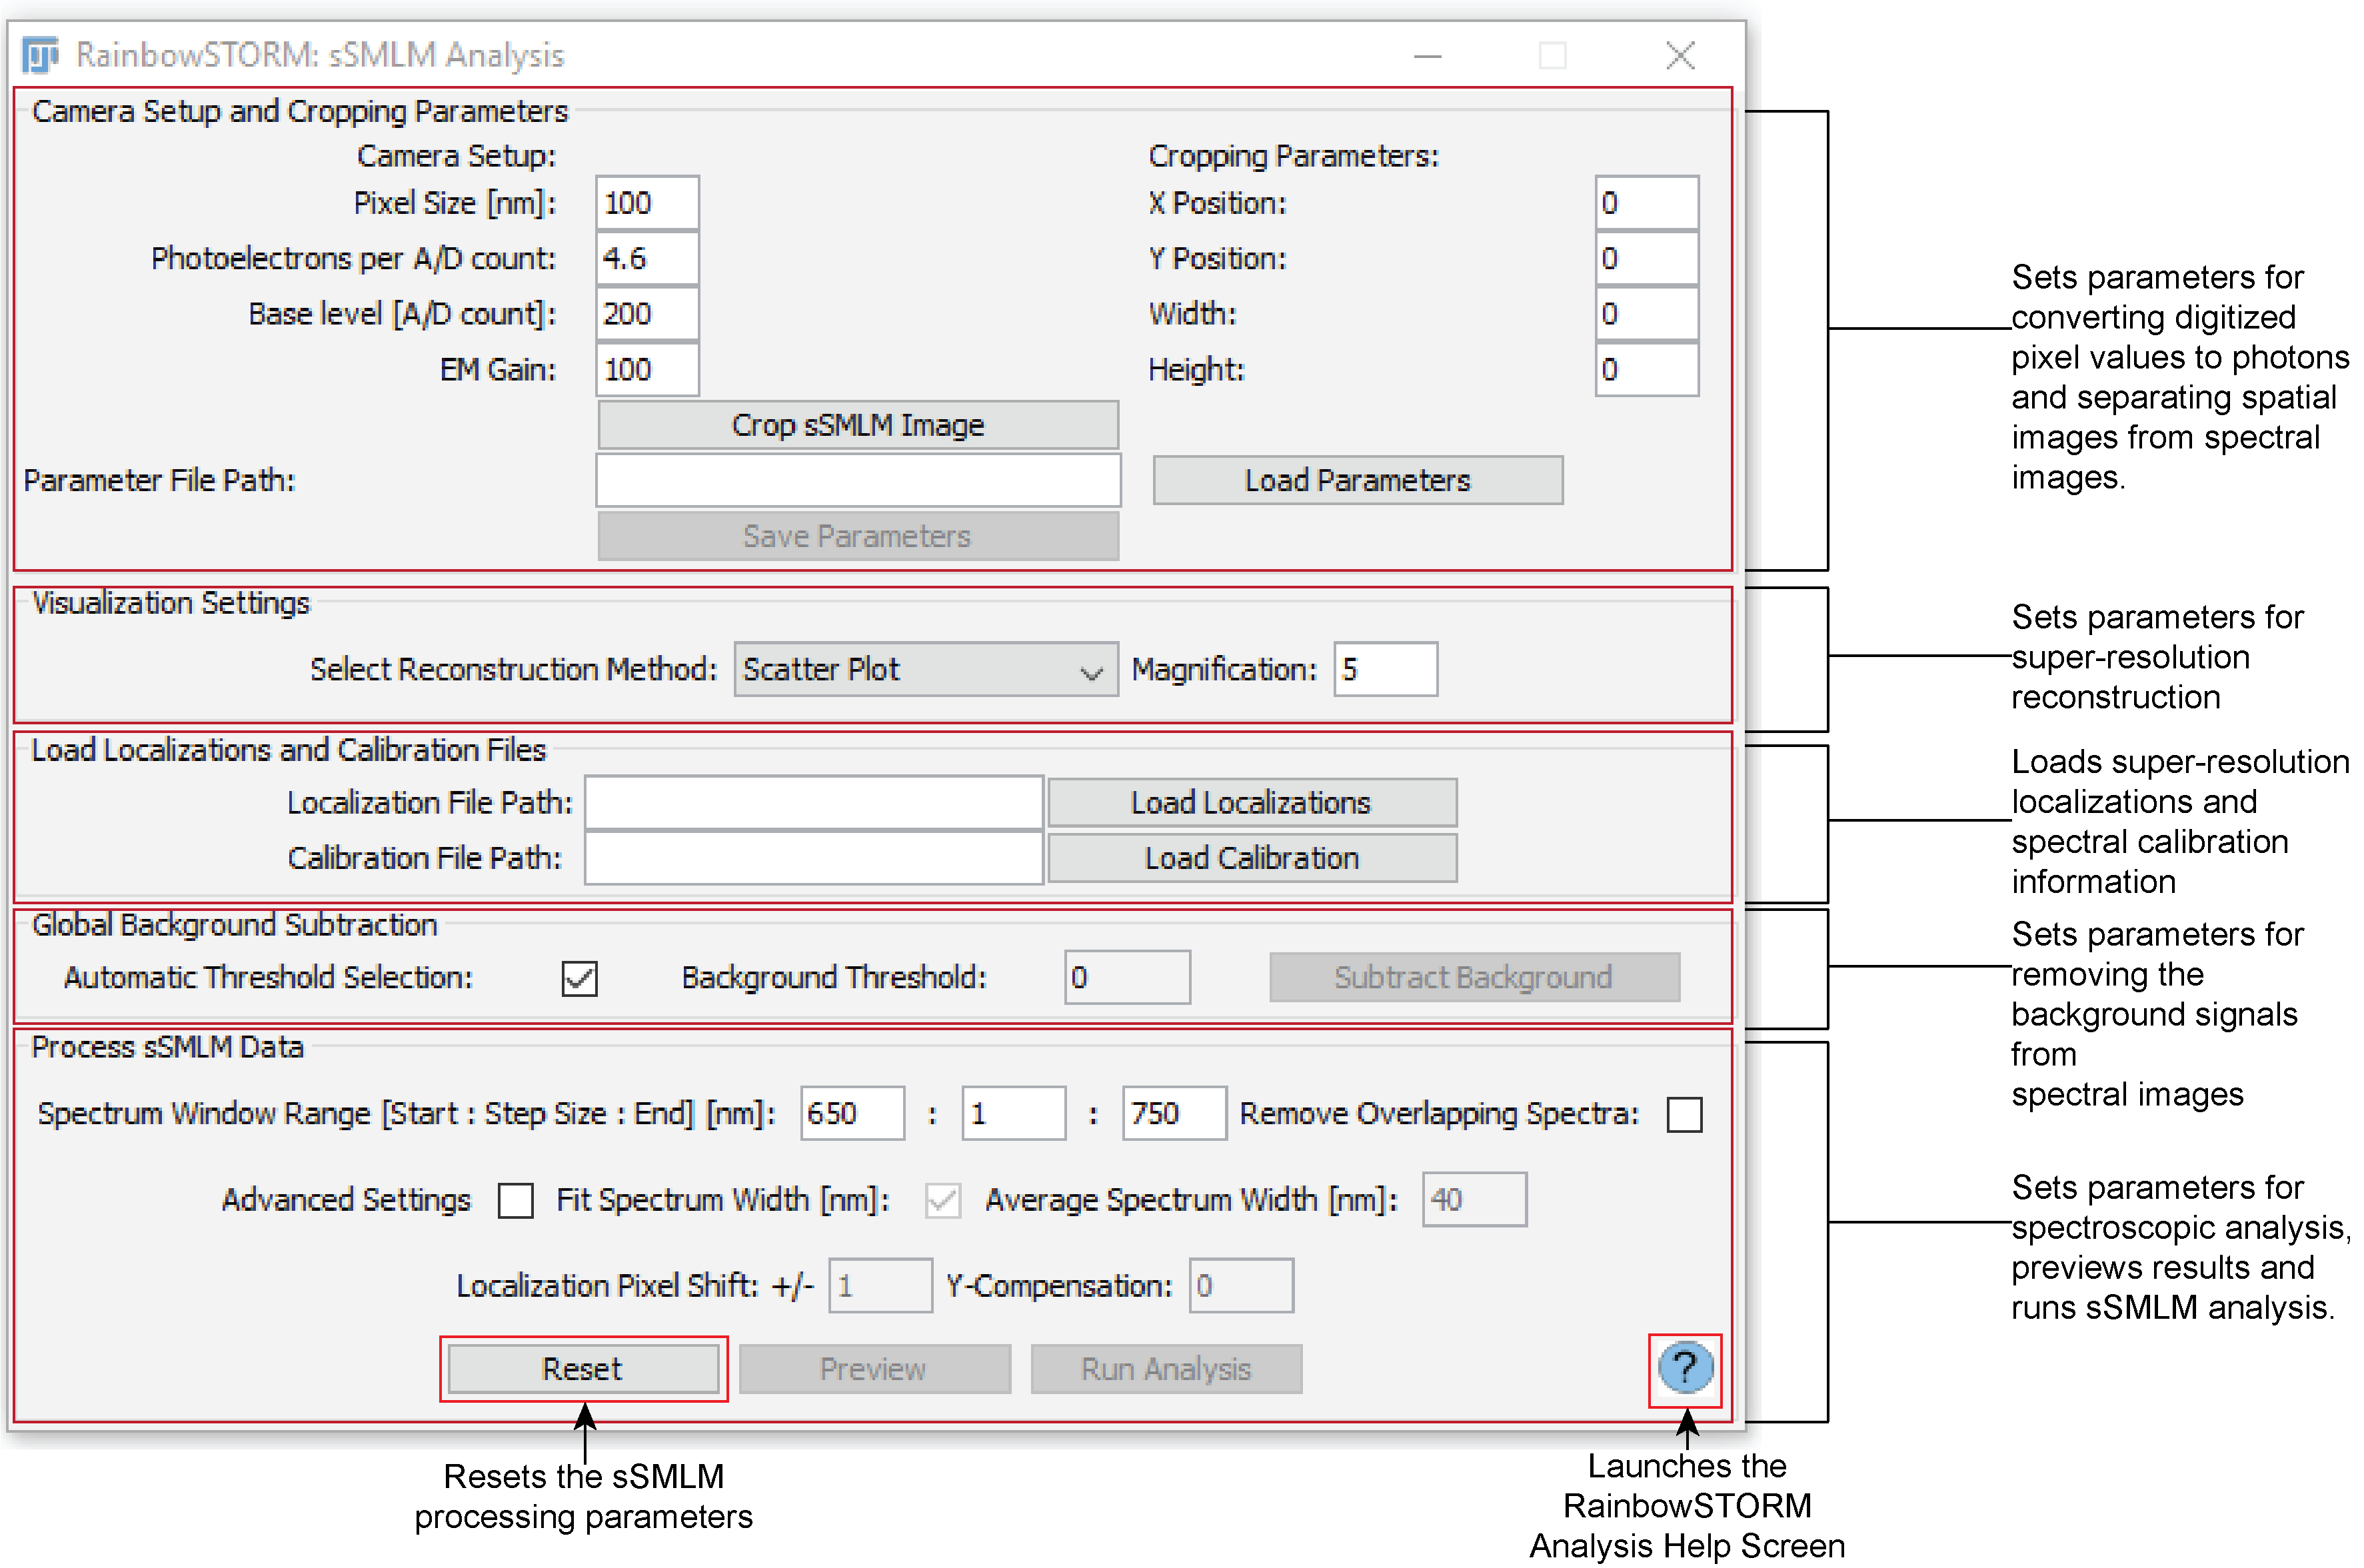 RainbowSTORM: sSMLM Analysis
Camera Setup and Cropping Parameters
Camera Setup:
Cropping Parameters:
Pixel Size [nm]: 100
X Position: 0
Photoelectrons per A/D count: 4.6
Y Position: 0
Base level [A/D count]: 200
Width: 0
EM Gain: 100
Height: 0
Crop sSMLM Image
Parameter File Path:
Load Parameters
Save Parameters
Sets parameters for
converting digitized
pixel values to photons
and separating spatial
images from spectral
images.
Visualization Settings
Select Reconstruction Method: Scatter Plot Magnification: 5
Sets parameters for
super-resolution
reconstruction
Load Localizations and Calibration Files
Localization File Path: Load Localizations
Calibration File Path: Load Calibration
Loads super-resolution
localizations and
spectral calibration
information
Global Background Subtraction
Automatic Threshold Selection: Background Threshold: 0 Subtract Background
Sets parameters for
removing the
background signals
from
spectral images
Process sSMLM Data
Spectrum Window Range [Start : Step Size : End] [nm]: 650 : 1 : 750 Remove Overlapping Spectra:
Advanced Settings Fit Spectrum Width [nm]: Average Spectrum Width [nm]: 40
Localization Pixel Shift: +/- 1 Y-Compensation: 0
Reset Preview Run Analysis ?
Sets parameters for
spectroscopic analysis,
previews results and
runs sSMLM analysis.
Resets the sSMLM
processing parameters
Launches the
RainbowSTORM
Analysis Help Screen